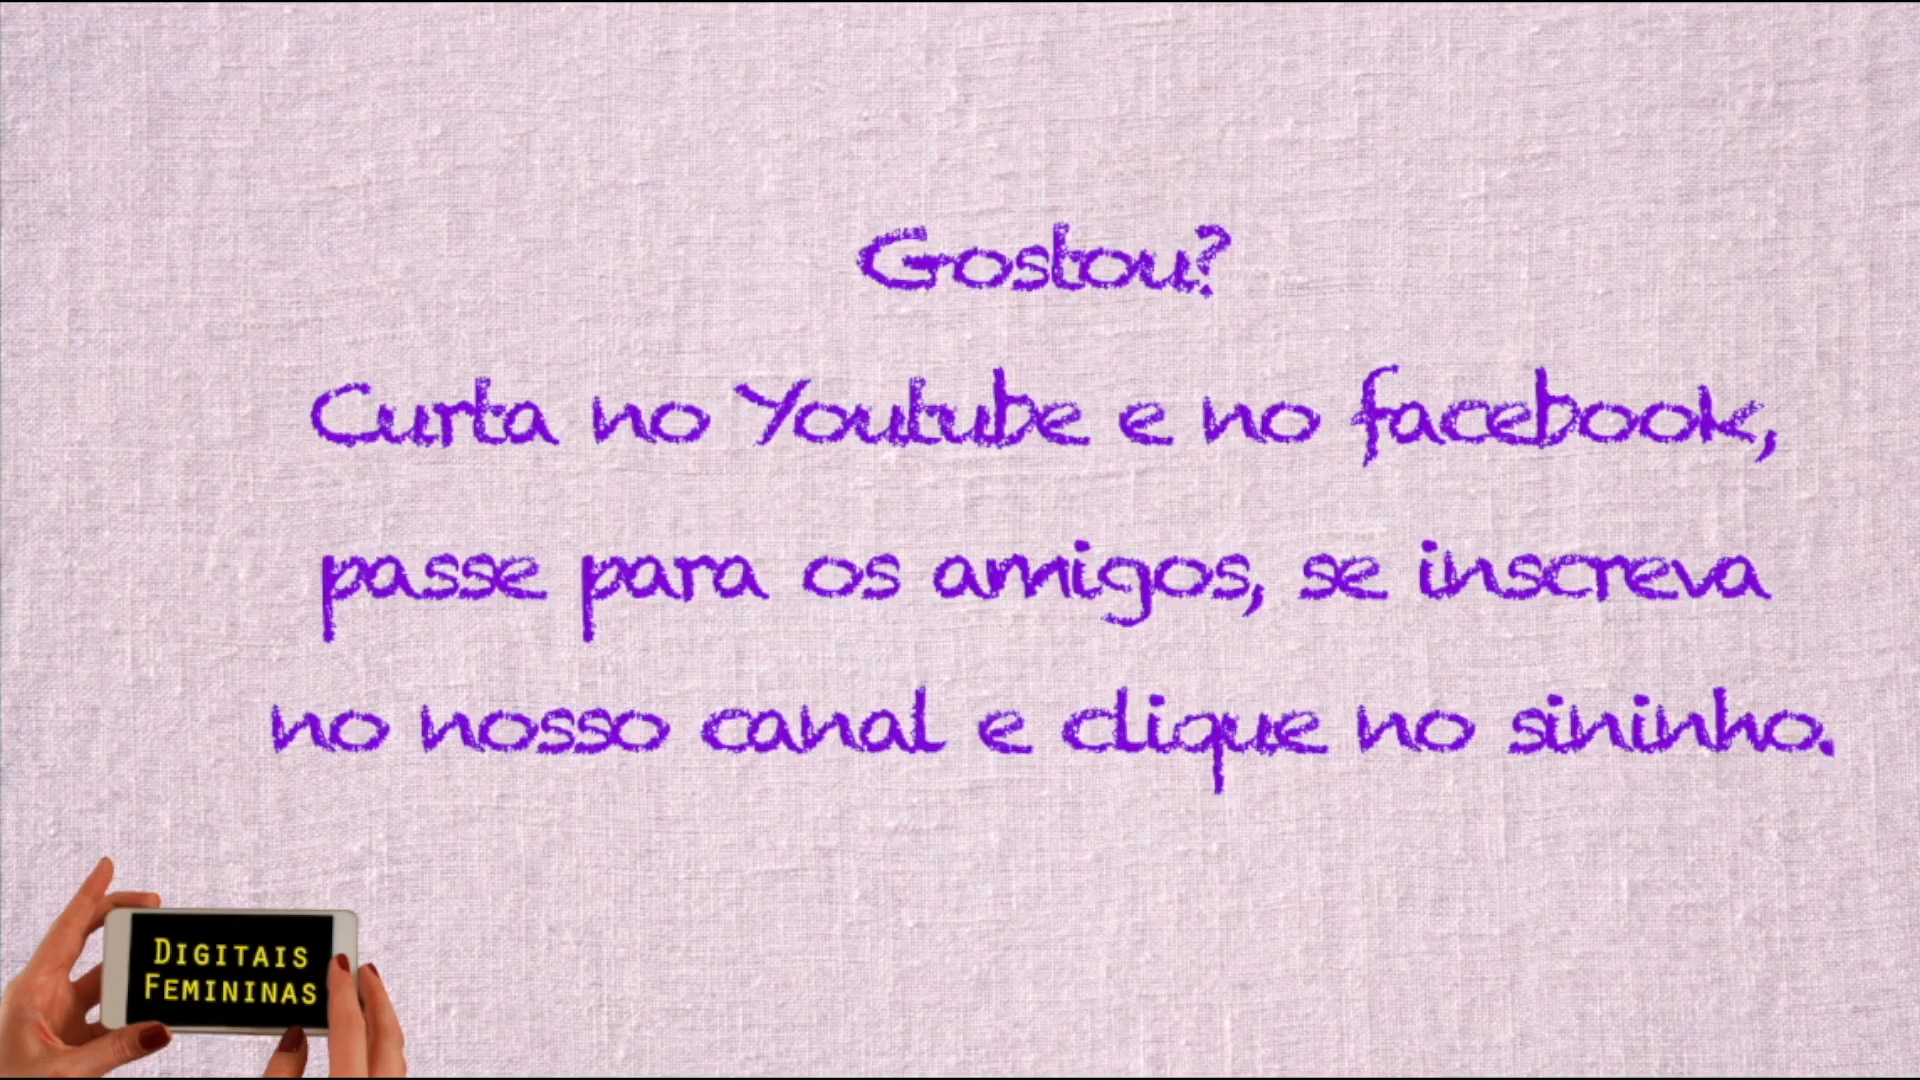 Gostou?
Curta no Youtube e no facebook,
passe para os amigos, se inscreva
no nosso canal e clique no sininho.
DIGITAIS
FEMININAS